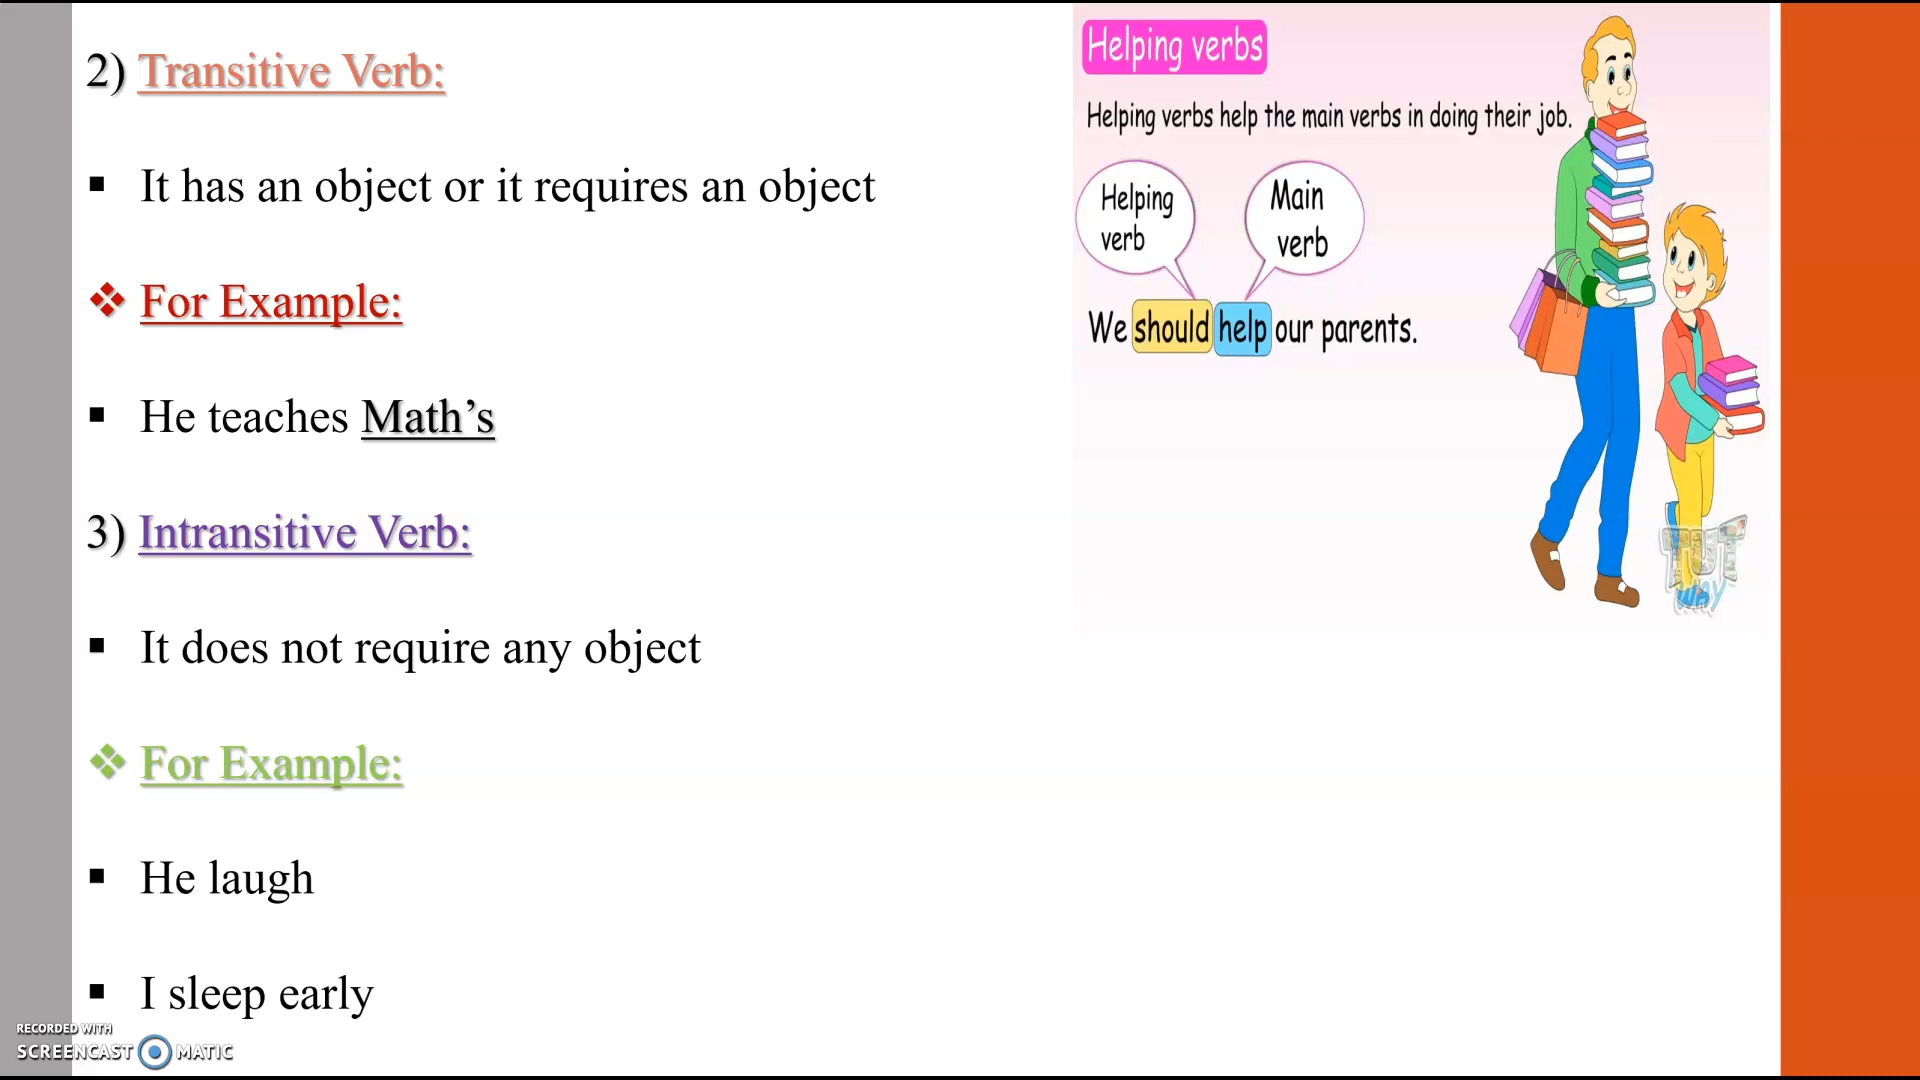 2) Transitive Verb:
▪ It has an object or it requires an object
❖ For Example:
▪ He teaches Math’s
3) Intransitive Verb:
▪ It does not require any object
❖ For Example:
▪ He laugh
▪ I sleep early
Helping verbs
Helping verbs help the main verbs in doing their job.
Helping
verb
Main
verb
We should help our parents.
TUT
WAY
RECORDED WITH
SCREENCAST MATIC